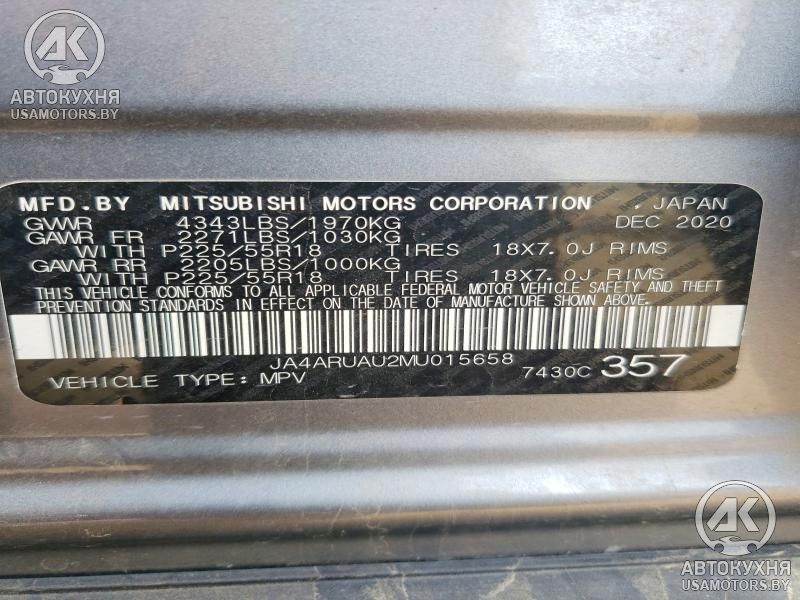 AK
АВТОКУХНЯ
USAMOTORS.BY
MFD.BY MITSUBISHI MOTORS CORPORATION , JAPAN
GVWR 4343LBS/1970KG DEC 2020
GAWR FR 2271LBS/1030KG
WITH P225/55R18 TIRES 18X7.0J RIMS
GAWR RR 2205LBS/1000KG
WITH P225/55R18 TIRES 18X7.0J RIMS
THIS VEHICLE CONFORMS TO ALL APPLICABLE FEDERAL MOTOR VEHICLE SAFETY AND THEFT
PREVENTION STANDARDS IN EFFECT ON THE DATE OF MANUFACTURE SHOWN ABOVE.
JA4ARUAU2MU015658
VEHICLE TYPE: MPV 7430C 357
AK
АВТОКУХНЯ
USAMOTORS.BY